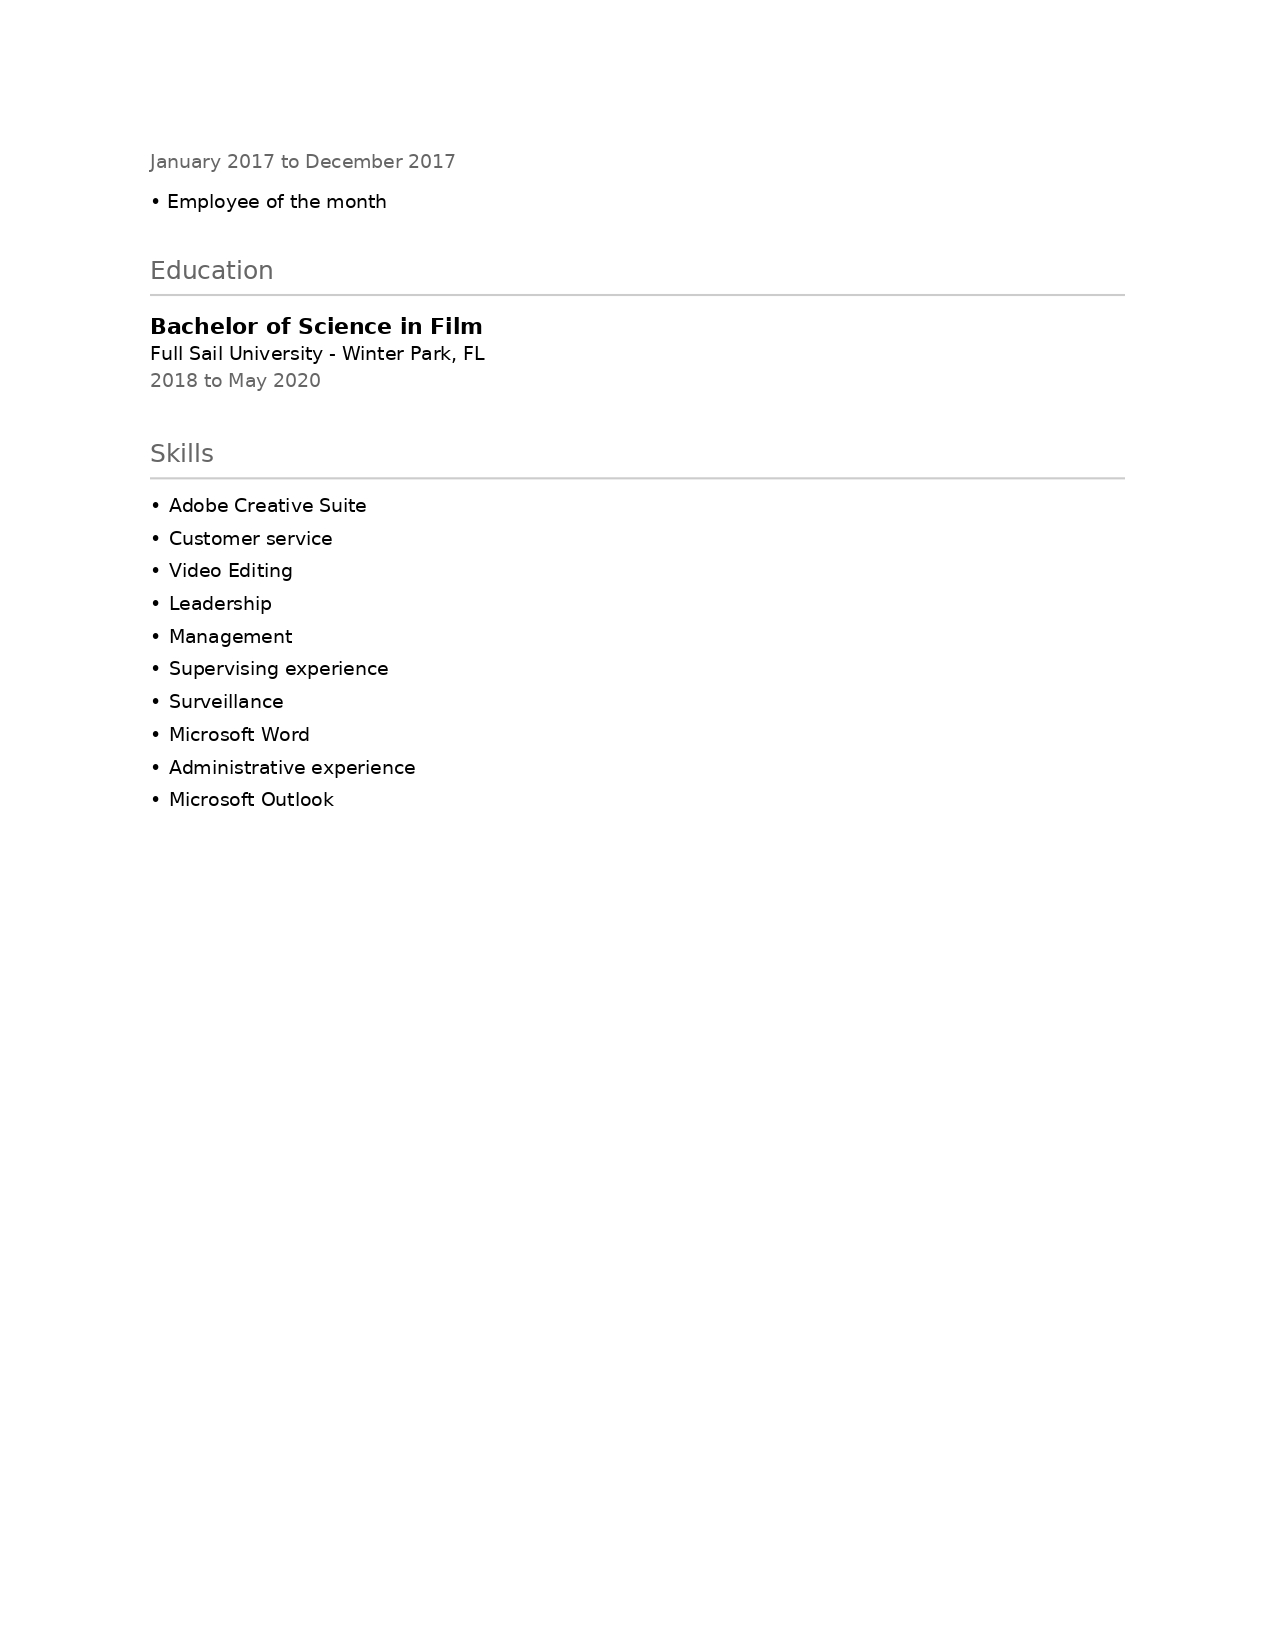 January 2017 to December 2017
• Employee of the month
Education
Bachelor of Science in Film
Full Sail University - Winter Park, FL
2018 to May 2020
Skills
• Adobe Creative Suite
• Customer service
• Video Editing
• Leadership
• Management
• Supervising experience
• Surveillance
• Microsoft Word
• Administrative experience
• Microsoft Outlook